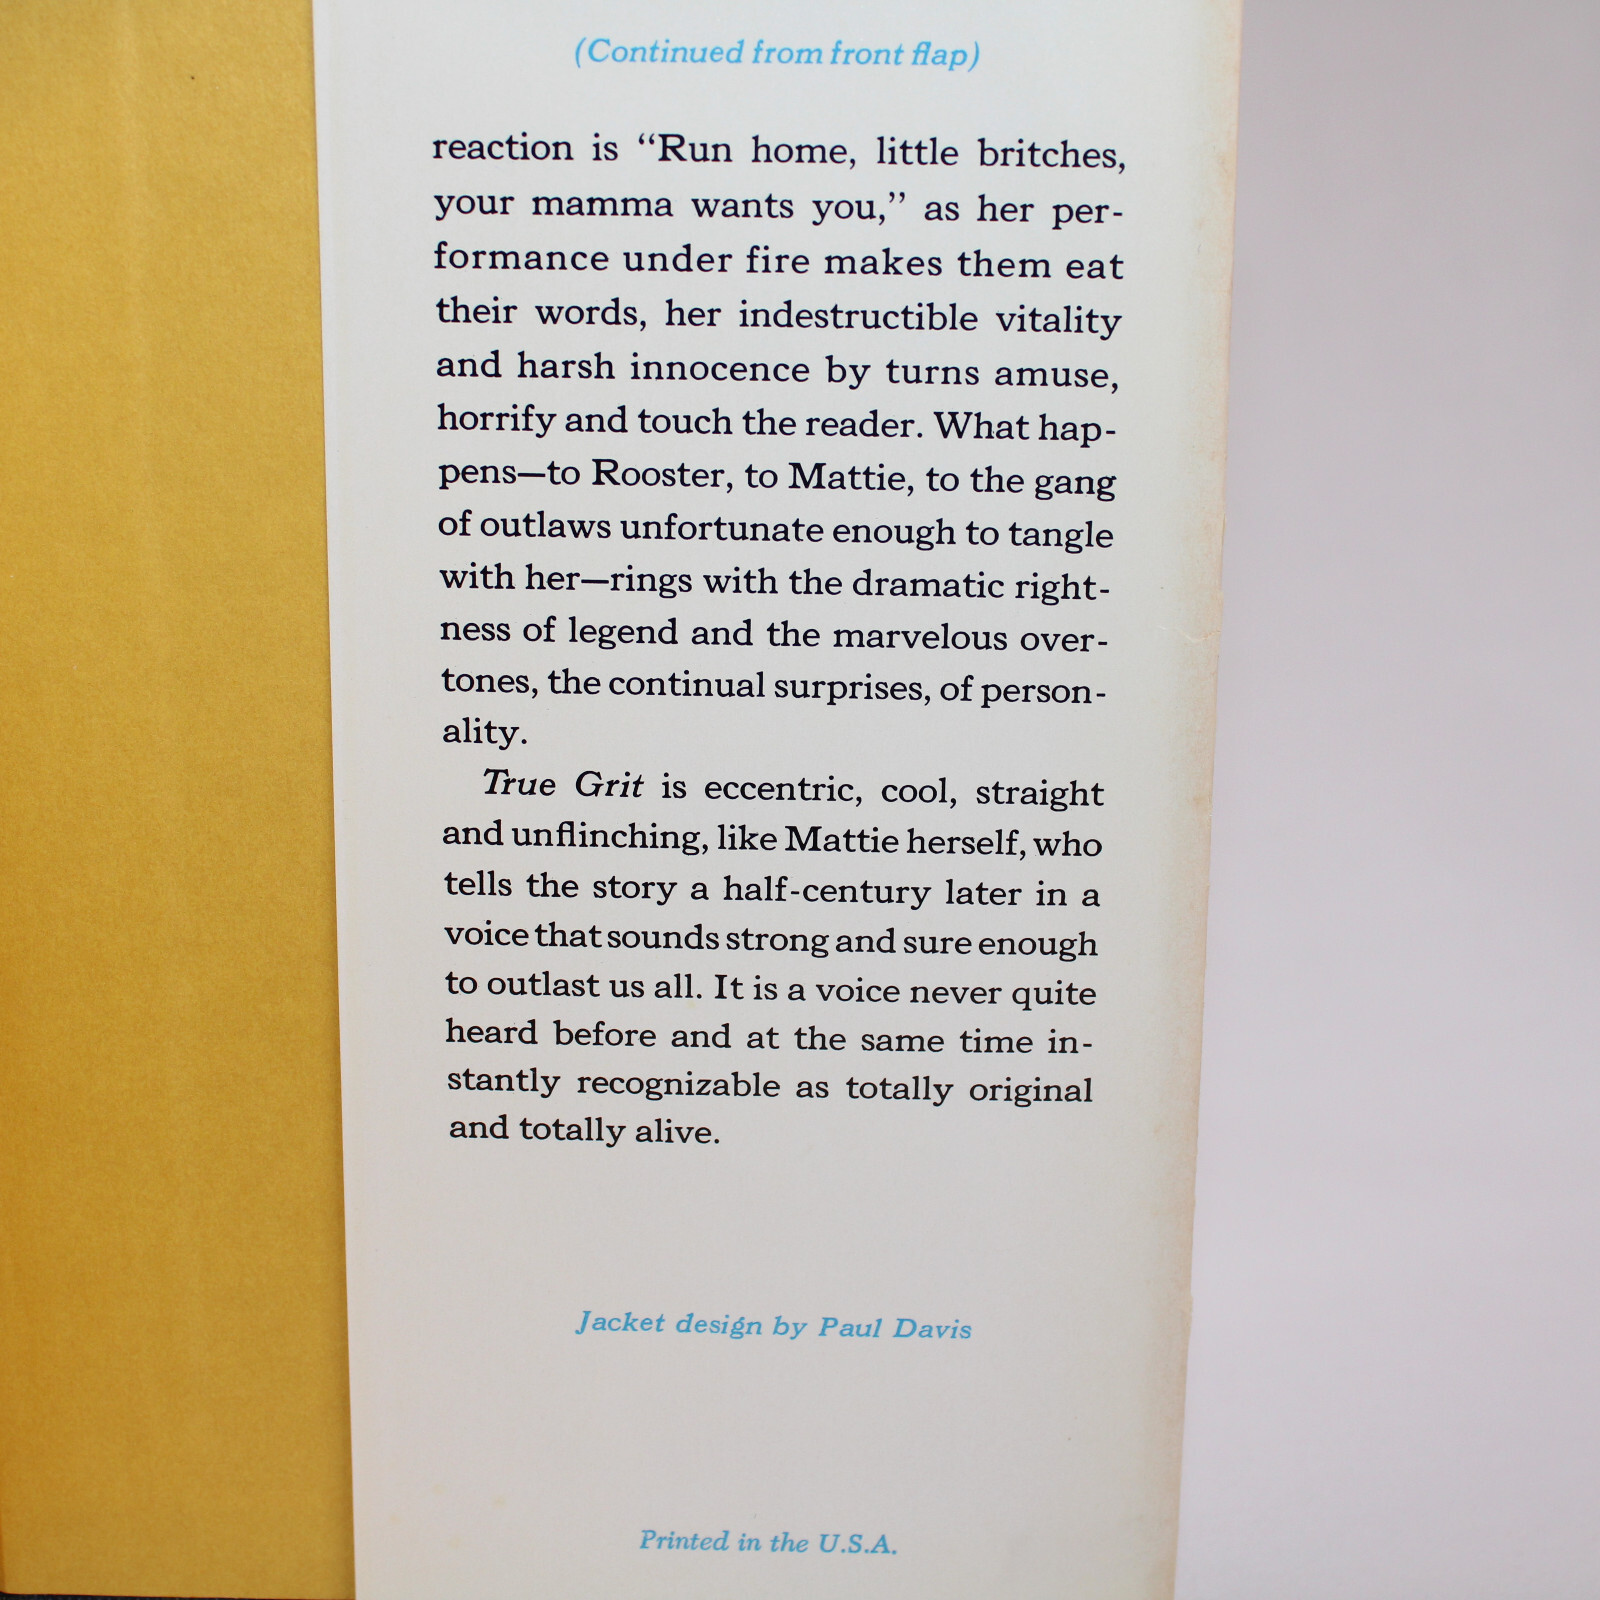 (Continued from front flap)
reaction is “Run home, little britches,
your mamma wants you,” as her per-
formance under fire makes them eat
their words, her indestructible vitality
and harsh innocence by turns amuse,
horrify and touch the reader. What hap-
pens—to Rooster, to Mattie, to the gang
of outlaws unfortunate enough to tangle
with her—rings with the dramatic right-
ness of legend and the marvelous over-
tones, the continual surprises, of person-
ality.
True Grit is eccentric, cool, straight
and unflinching, like Mattie herself, who
tells the story a half-century later in a
voice that sounds strong and sure enough
to outlast us all. It is a voice never quite
heard before and at the same time in-
stantly recognizable as totally original
and totally alive.
Jacket design by Paul Davis
Printed in the U.S.A.